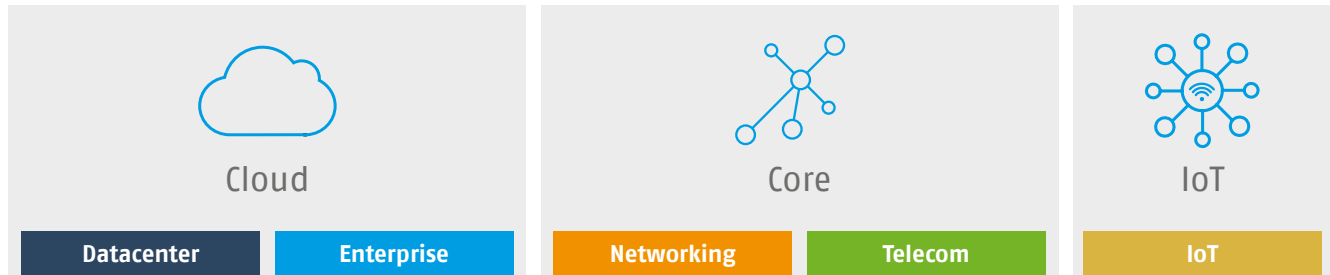 Cloud
Core
IoT
Datacenter
Enterprise
Networking
Telecom
IoT